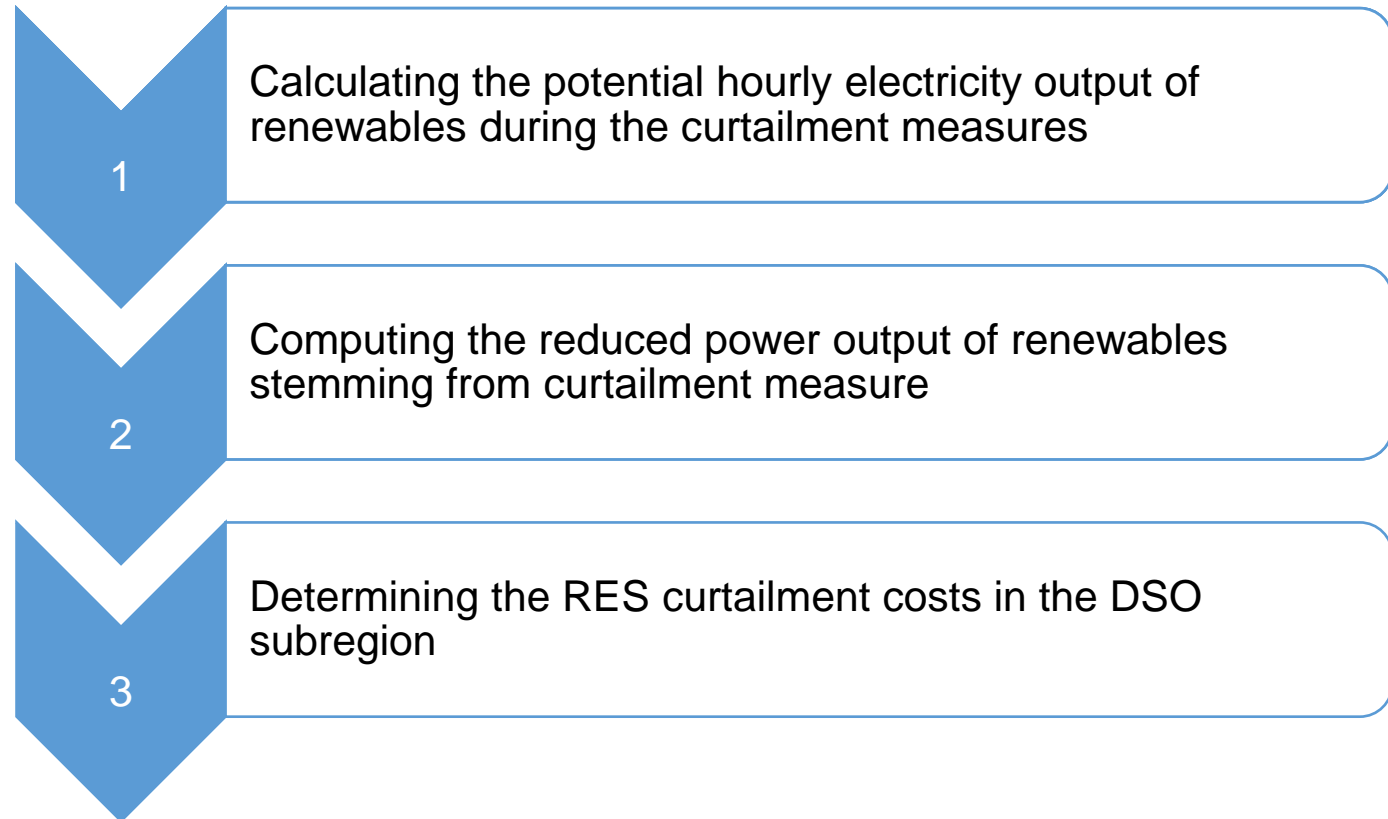 1
Calculating the potential hourly electricity output of
renewables during the curtailment measures
2
Computing the reduced power output of renewables
stemming from curtailment measure
3
Determining the RES curtailment costs in the DSO
subregion